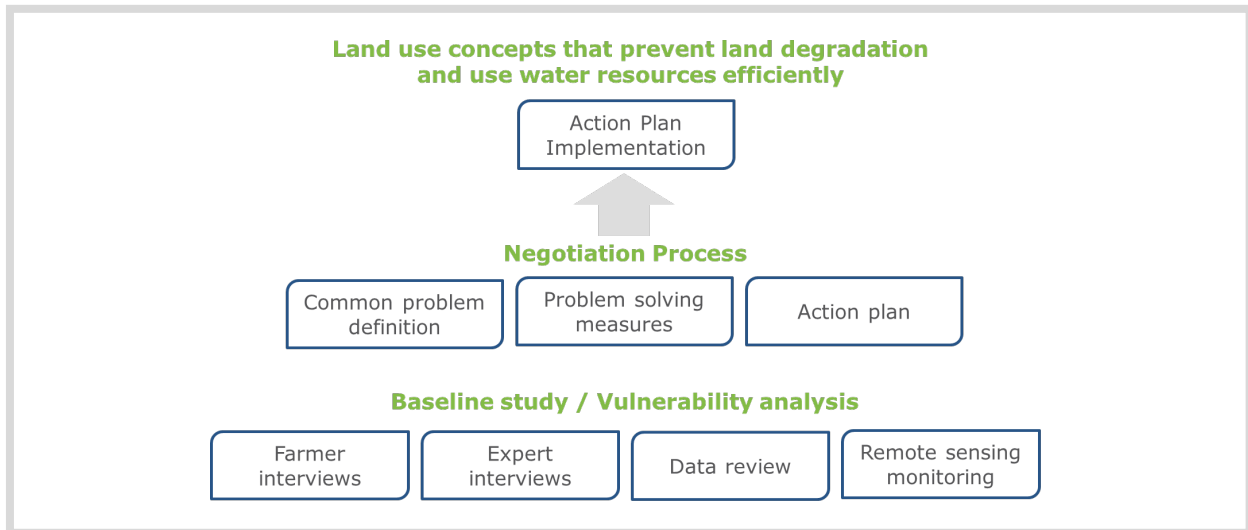 Land use concepts that prevent land degradation
and use water resources efficiently
Action Plan
Implementation
Negotiation Process
Common problem
definition
Problem solving
measures
Action plan
Baseline study / Vulnerability analysis
Farmer
interviews
Expert
interviews
Data review
Remote sensing
monitoring